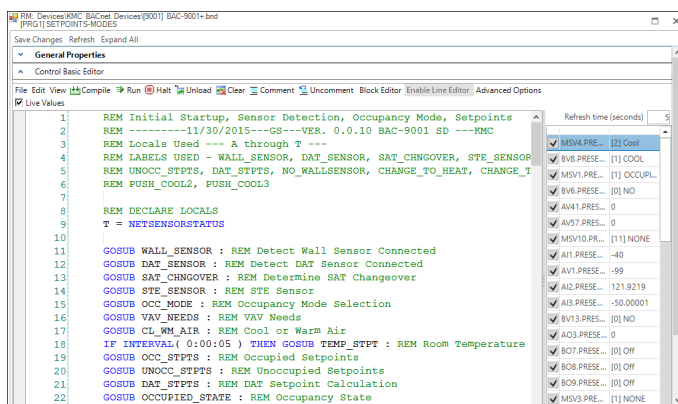 RM: Devices\KMC BACnet Devices\[9001] BAC-9001+.bnd
[PRG1] SETPOINTS-MODES
Save Changes Refresh Expand All
General Properties
Control Basic Editor
File Edit View Compile Run Halt Unload Clear Comment Uncomment Block Editor Enable Line Editor Advanced Options
Live Values
Refresh time (seconds) 5
1 REM Initial Startup, Sensor Detection, Occupancy Mode, Setpoints
2 REM ---------11/30/2015---GS---VER. 0.0.10 BAC-9001 SD ---KMC
3 REM Locals Used --- A through T ---
4 REM LABELS USED - WALL_SENSOR, DAT_SENSOR, SAT_CHNGOVER, STE_SENSOR
5 REM UNOCC_STPTS, DAT_STPTS, NO_WALLSENSOR, CHANGE_TO_HEAT, CHANGE_T
6 REM PUSH_COOL2, PUSH_COOL3
7
8 REM DECLARE LOCALS
9 T = NETSENSORSTATUS
10
11 GOSUB WALL_SENSOR : REM Detect Wall Sensor Connected
12 GOSUB DAT_SENSOR : REM Detect DAT Sensor Connected
13 GOSUB SAT_CHNGOVER : REM Determine SAT Changeover
14 GOSUB STE_SENSOR : REM STE Sensor
15 GOSUB OCC_MODE : REM Occupancy Mode Selection
16 GOSUB VAV_NEEDS : REM VAV Needs
17 GOSUB CL_WM_AIR : REM Cool or Warm Air
18 IF INTERVAL( 0:00:05 ) THEN GOSUB TEMP_STPT : REM Room Temperature
19 GOSUB OCC_STPTS : REM Occupied Setpoints
20 GOSUB UNOCC_STPTS : REM Unoccupied Setpoints
21 GOSUB DAT_STPTS : REM DAT Setpoint Calculation
22 GOSUB OCCUPIED_STATE : REM Occupancy State
MSV4.PRE... [2] Cool
BV8.PRESE... [1] COOL
MSV1.PRE... [1] OCCUPI...
BV6.PRESE... [0] NO
AV41.PRES... 0
AV57.PRES... 0
MSV10.PR... [11] NONE
AI1.PRESE... -40
AV1.PRESE... -99
AI2.PRESE... 121.9219
AI3.PRESE... -50.00001
BV13.PRES... [0] NO
AO3.PRESE... 0
BO7.PRESE... [0] Off
BO8.PRESE... [0] Off
BO9.PRESE... [0] Off
MSV3.PRE... [1] NONE